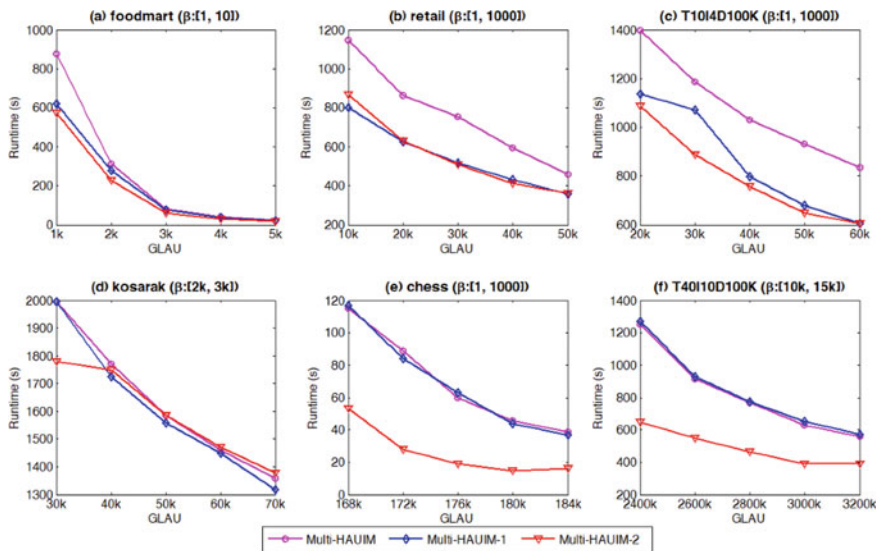 (a) foodmart (β:[1, 10])
1000
800
600
400
200
0
Runtime (s)
1k
2k
3k
4k
5k
GLAU
(b) retail (β:[1, 1000])
1200
1000
800
600
400
200
Runtime (s)
10k
20k
30k
40k
50k
GLAU
(c) T10I4D100K (β:[1, 1000])
1400
1200
1000
800
600
Runtime (s)
20k
30k
40k
50k
60k
GLAU
(d) kosarak (β:[2k, 3k])
2000
1900
1800
1700
1600
1500
1400
1300
Runtime (s)
30k
40k
50k
60k
70k
GLAU
(e) chess (β:[1, 1000])
120
100
80
60
40
20
0
Runtime (s)
168k
172k
176k
180k
184k
GLAU
(f) T40I10D100K (β:[10k, 15k])
1400
1200
1000
800
600
400
200
Runtime (s)
2400k
2600k
2800k
3000k
3200k
GLAU
Multi-HAUIM
Multi-HAUIM-1
Multi-HAUIM-2